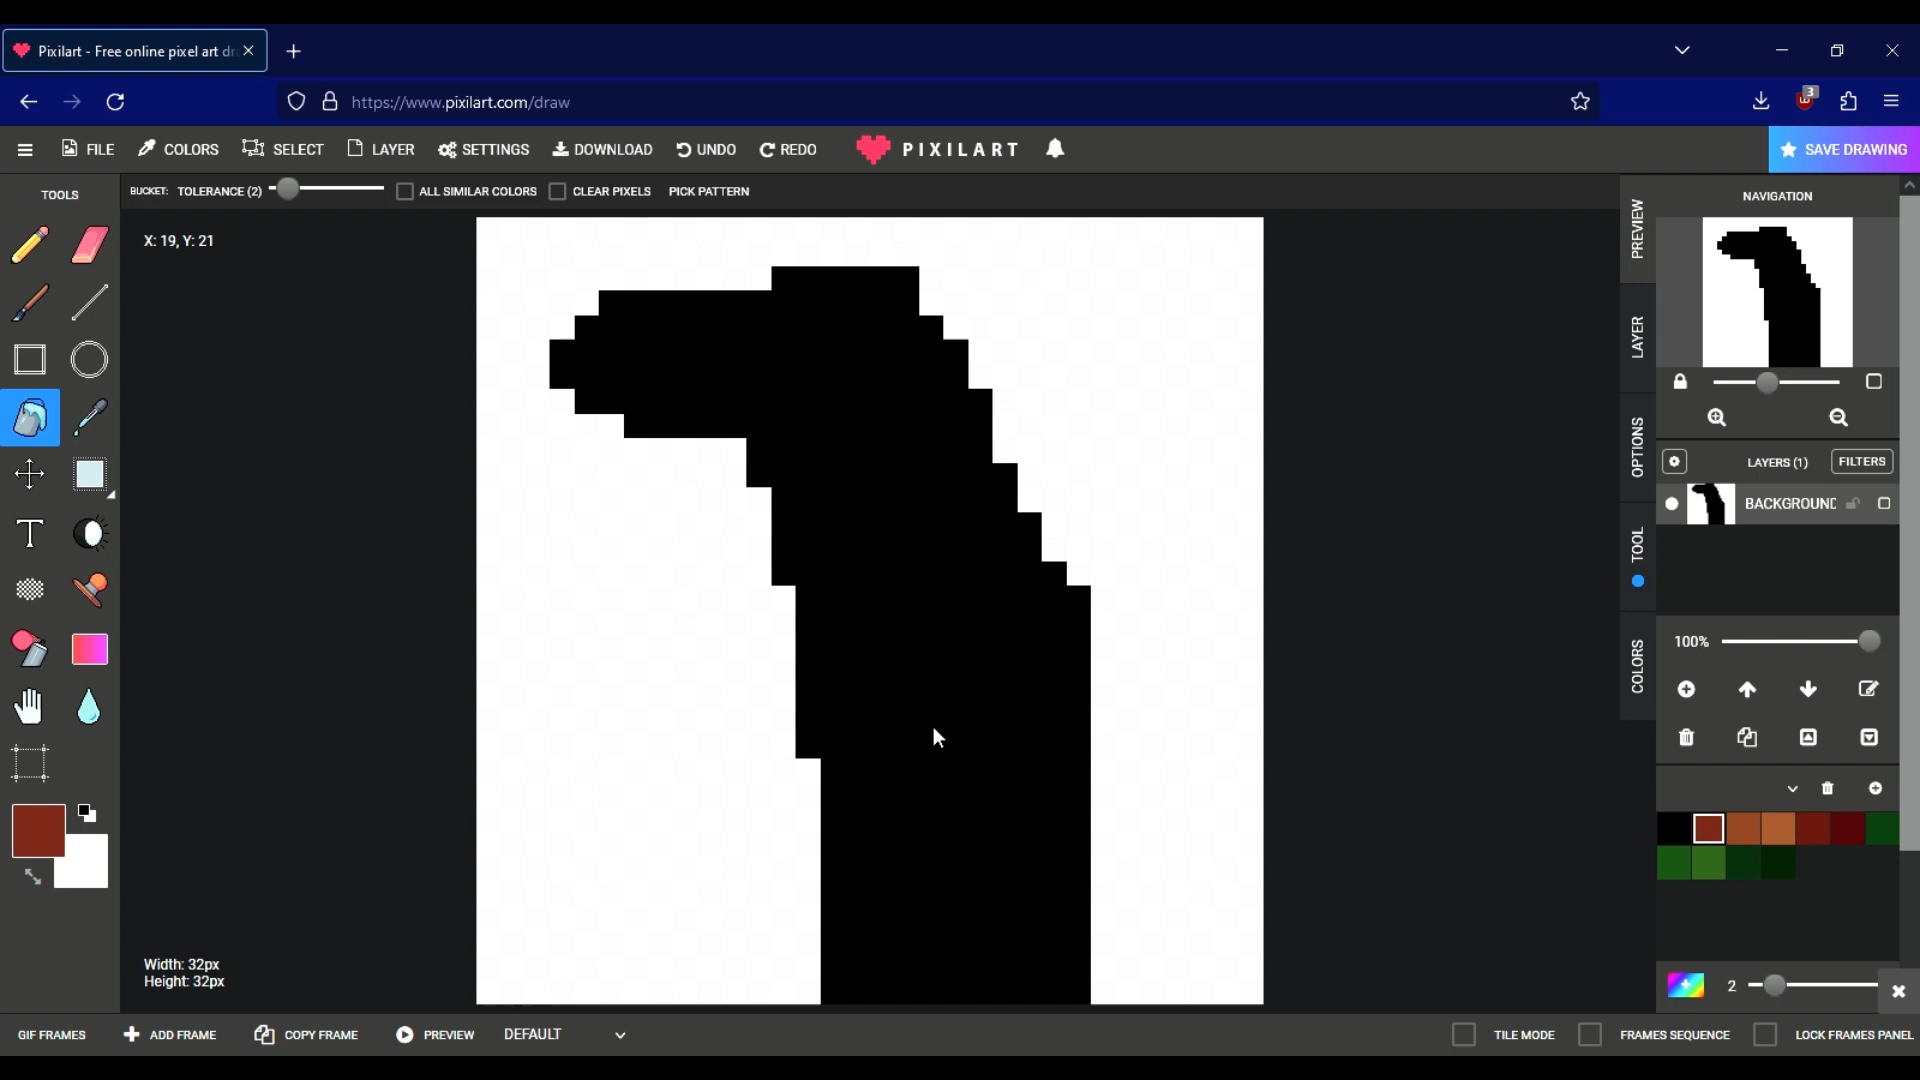 Pixilart - Free online pixel art dr
https://www.pixilart.com/draw
3
FILE COLORS SELECT LAYER SETTINGS DOWNLOAD UNDO REDO PIXILART SAVE DRAWING
TOOLS
BUCKET: TOLERANCE (2) ALL SIMILAR COLORS CLEAR PIXELS PICK PATTERN
X: 19, Y: 21
T
Width: 32px
Height: 32px
PREVIEW
LAYER
OPTIONS
TOOL
COLORS
NAVIGATION
LAYERS (1) FILTERS
BACKGROUND
100%
2
GIF FRAMES ADD FRAME COPY FRAME PREVIEW DEFAULT TILE MODE FRAMES SEQUENCE LOCK FRAMES PANEL